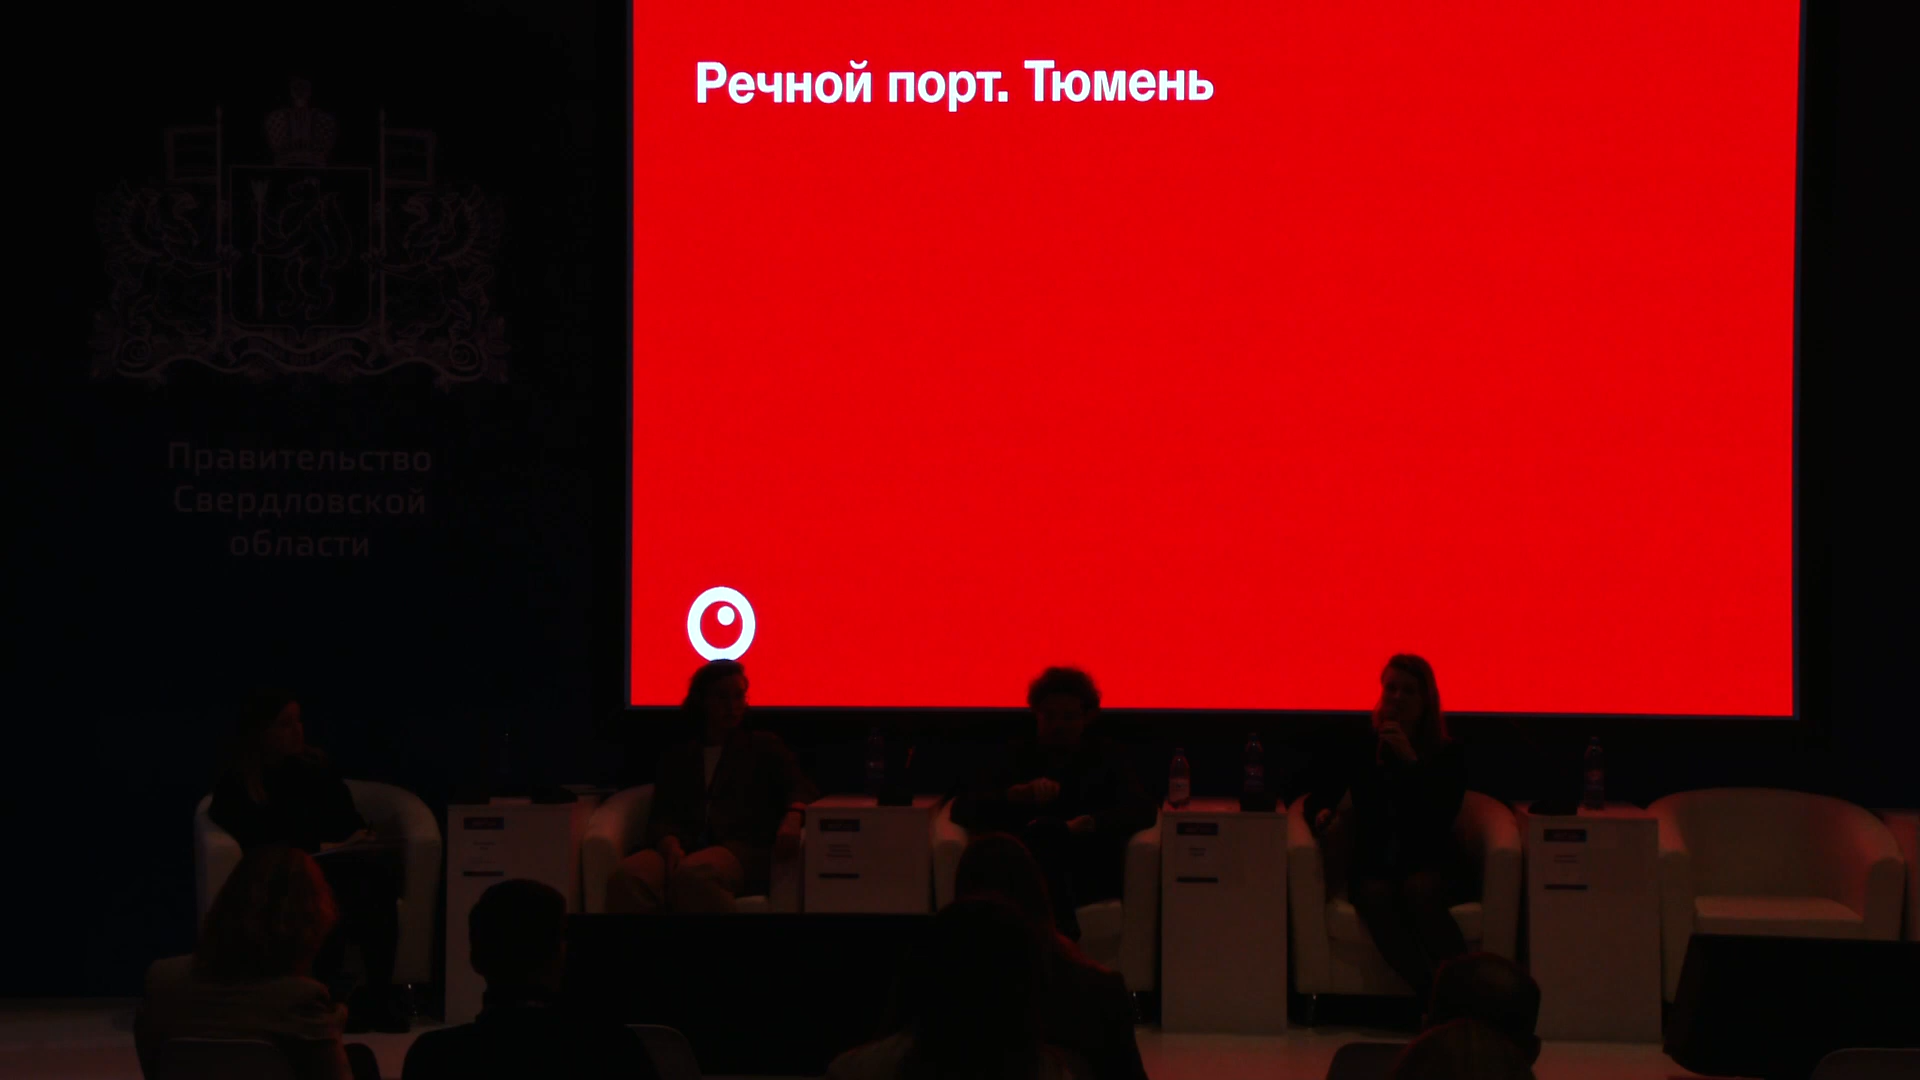 Речной порт. Тюмень
Правительство
Свердловской
области